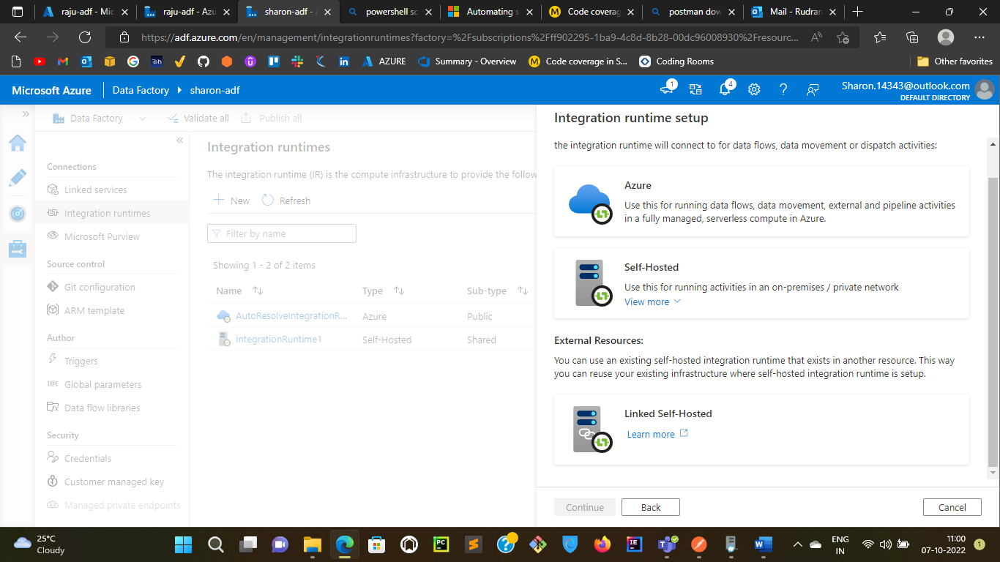 raju-adf - Mic
raju-adf - Azu
sharon-adf - A
powershell sc
Automating s
Code coverag
postman dow
Mail - Rudrara
https://adf.azure.com/en/management/integrationruntimes?factory=%2Fsubscriptions%2Fff902295-1ba9-4c8d-8b28-00dc96008930%2Fresourc...
AZURE
Summary - Overview
Code coverage in S...
Coding Rooms
Other favorites
Microsoft Azure
Data Factory
sharon-adf
1
4
Sharon.14343@outlook.com
DEFAULT DIRECTORY
Data Factory
Validate all
Publish all
Connections
Linked services
Integration runtimes
Microsoft Purview
Source control
Git configuration
ARM template
Author
Triggers
Global parameters
Data flow libraries
Security
Credentials
Customer managed key
Managed private endpoints
Integration runtimes
The integration runtime (IR) is the compute infrastructure to provide the follow
New
Refresh
Filter by name
Showing 1 - 2 of 2 items
Name Type Sub-type
AutoResolveIntegrationR... Azure Public
integrationRuntime1 Self-Hosted Shared
Integration runtime setup
the integration runtime will connect to for data flows, data movement or dispatch activities:
Azure
Use this for running data flows, data movement, external and pipeline activities
in a fully managed, serverless compute in Azure.
Self-Hosted
Use this for running activities in an on-premises / private network
View more
External Resources:
You can use an existing self-hosted integration runtime that exists in another resource. This way
you can reuse your existing infrastructure where self-hosted integration runtime is setup.
Linked Self-Hosted
Learn more
Continue
Back
Cancel
25°C
Cloudy
ENG
IN
11:00
07-10-2022
1